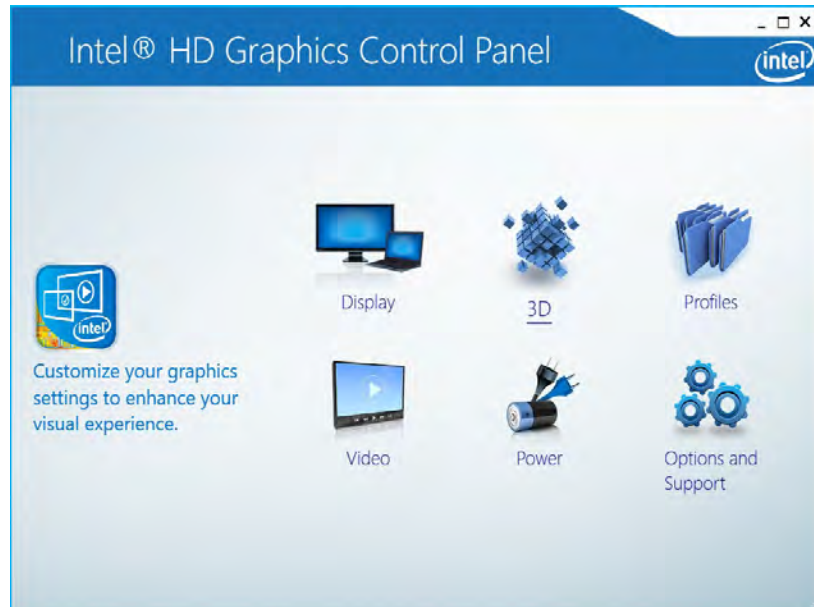 Intel® HD Graphics Control Panel
intel
Display
3D
Profiles
intel
Customize your graphics
settings to enhance your
visual experience.
Video
Power
Options and
Support